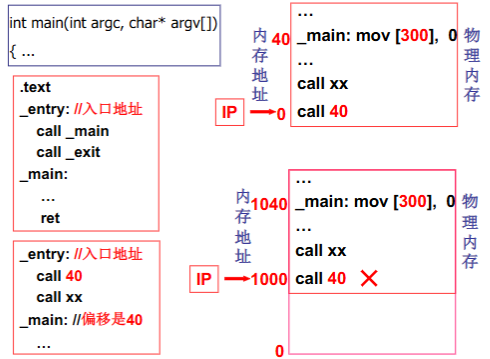 int main(int argc, char* argv[])
{ ...
.text
_entry: //入口地址
call _main
call _exit
_main:
...
ret
_entry: //入口地址
call 40
call xx
_main: //偏移是40
...
内存地址
40
0
IP
...
_main: mov [300], 0
...
call xx
call 40
物理内存
内存地址
1040
1000
0
IP
...
_main: mov [300], 0
...
call xx
call 40
物理内存